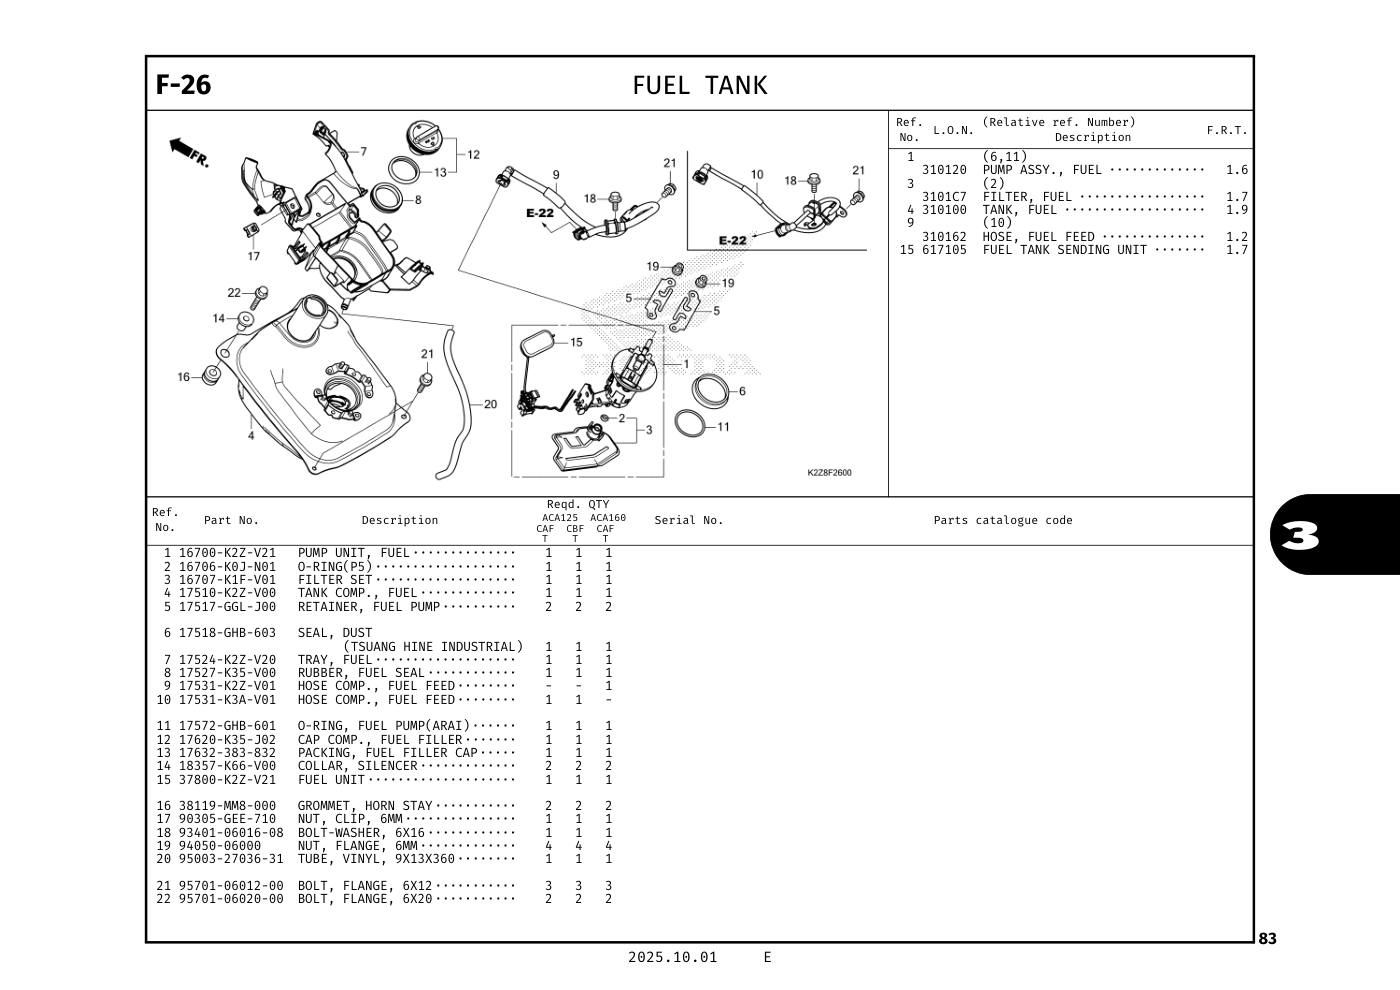 F-26
FUEL TANK
FR.
7
12
13
8
17
9
18
21
E-22
10
18
21
E-22
22
14
16
4
21
20
19
19
5
5
15
1
2
3
6
11
HONDA
K2Z8F2600
Ref. No. L.O.N. (Relative ref. Number) Description F.R.T.
1 (6,11)
310120 PUMP ASSY., FUEL ············· 1.6
3 (2)
3101C7 FILTER, FUEL ················· 1.7
4 310100 TANK, FUEL ··················· 1.9
9 (10)
310162 HOSE, FUEL FEED ·············· 1.2
15 617105 FUEL TANK SENDING UNIT ······· 1.7
Reqd. QTY
Ref. No. Part No. Description ACA125 ACA160 Serial No. Parts catalogue code
CAF CBF CAF
T T T
1 16700-K2Z-V21 PUMP UNIT, FUEL·············· 1 1 1
2 16706-K0J-N01 O-RING(P5)··················· 1 1 1
3 16707-K1F-V01 FILTER SET··················· 1 1 1
4 17510-K2Z-V00 TANK COMP., FUEL············· 1 1 1
5 17517-GGL-J00 RETAINER, FUEL PUMP·········· 2 2 2
6 17518-GHB-603 SEAL, DUST
(TSUANG HINE INDUSTRIAL) 1 1 1
7 17524-K2Z-V20 TRAY, FUEL··················· 1 1 1
8 17527-K35-V00 RUBBER, FUEL SEAL············ 1 1 1
9 17531-K2Z-V01 HOSE COMP., FUEL FEED········ - - 1
10 17531-K3A-V01 HOSE COMP., FUEL FEED········ 1 1 -
11 17572-GHB-601 O-RING, FUEL PUMP(ARAI)······ 1 1 1
12 17620-K35-J02 CAP COMP., FUEL FILLER······· 1 1 1
13 17632-383-832 PACKING, FUEL FILLER CAP····· 1 1 1
14 18357-K66-V00 COLLAR, SILENCER············· 2 2 2
15 37800-K2Z-V21 FUEL UNIT···················· 1 1 1
16 38119-MM8-000 GROMMET, HORN STAY··········· 2 2 2
17 90305-GEE-710 NUT, CLIP, 6MM··············· 1 1 1
18 93401-06016-08 BOLT-WASHER, 6X16············ 1 1 1
19 94050-06000 NUT, FLANGE, 6MM············· 4 4 4
20 95003-27036-31 TUBE, VINYL, 9X13X360········ 1 1 1
21 95701-06012-00 BOLT, FLANGE, 6X12··········· 3 3 3
22 95701-06020-00 BOLT, FLANGE, 6X20··········· 2 2 2
3
83
2025.10.01 E